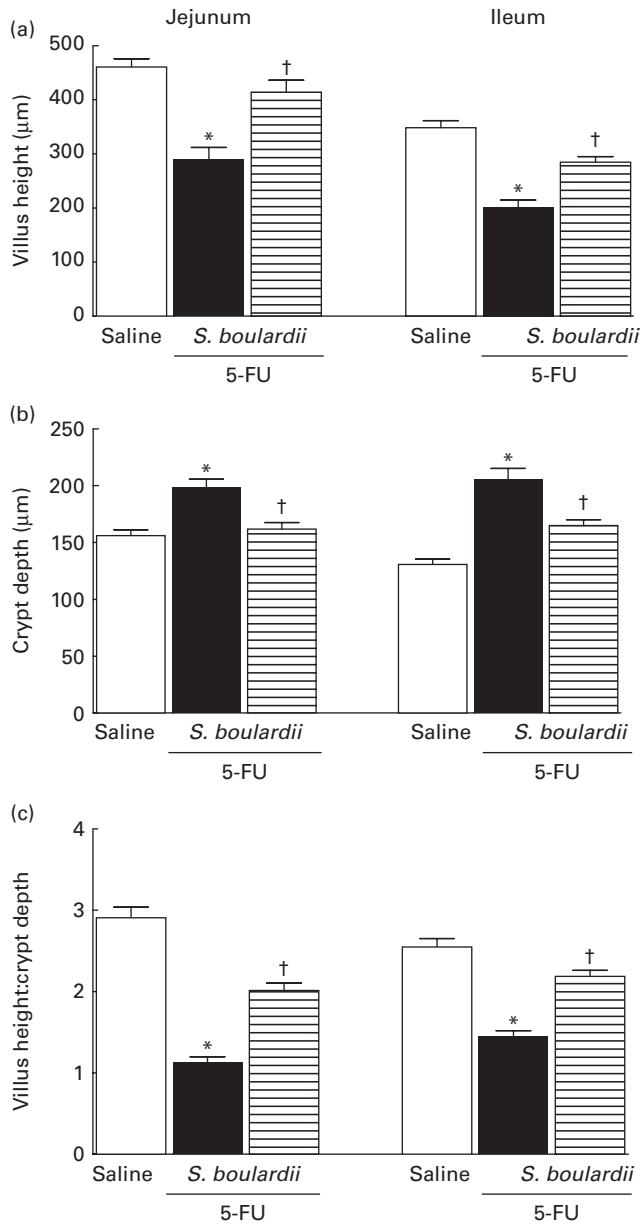 Jejunum Ileum
(a)
500
400
300
200
100
0
Villus height (μm)
* † * †
Saline S. boulardii Saline S. boulardii
5-FU 5-FU
(b)
250
200
150
100
50
0
Crypt depth (μm)
* † * †
Saline S. boulardii Saline S. boulardii
5-FU 5-FU
(c)
4
3
2
1
0
Villus height:crypt depth
* † * †
Saline S. boulardii Saline S. boulardii
5-FU 5-FU